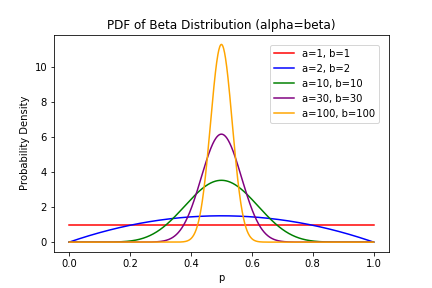 PDF of Beta Distribution (alpha=beta)
Probability Density
10
8
6
4
2
0
a=1, b=1
a=2, b=2
a=10, b=10
a=30, b=30
a=100, b=100
0.0 0.2 0.4 0.6 0.8 1.0
p